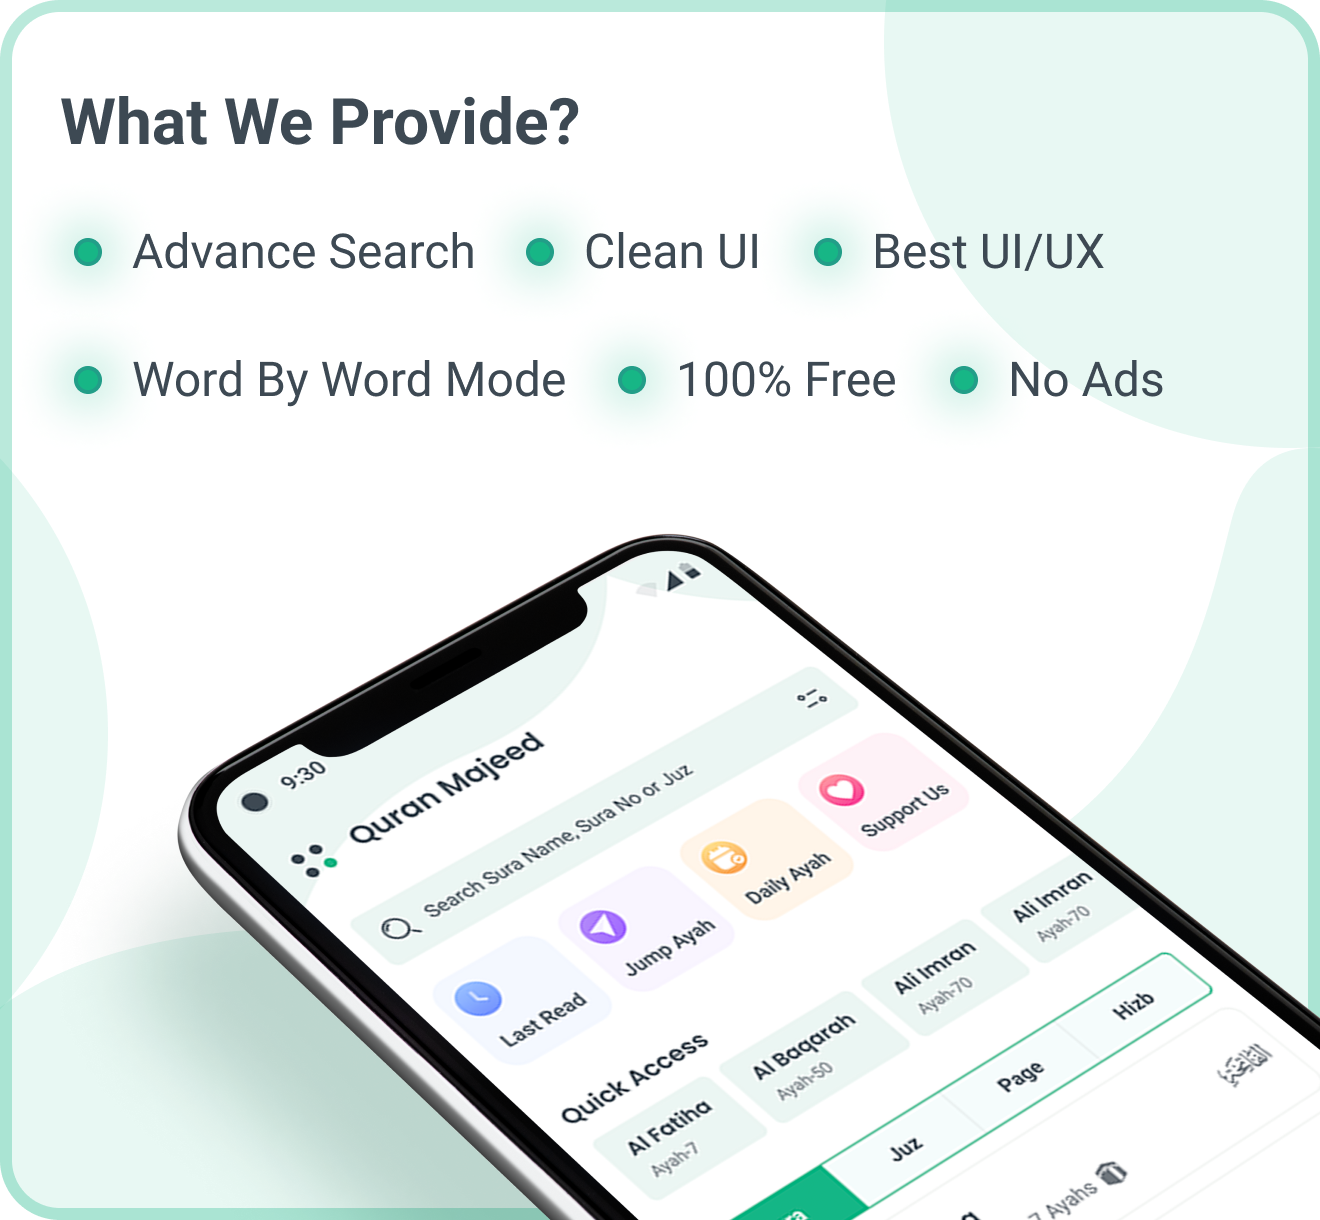 What We Provide?
Advance Search Clean UI Best UI/UX
Word By Word Mode 100% Free No Ads
9:30
Quran Majeed
Search Sura Name, Sura No or Juz
Last Read Jump Ayah Daily Ayah Support Us
Quick Access
Al Fatiha Al Baqarah Ali Imran Ali Imran
Ayah-7 Ayah-50 Ayah-70 Ayah-70
Juz Page Hizb
7 Ayahs